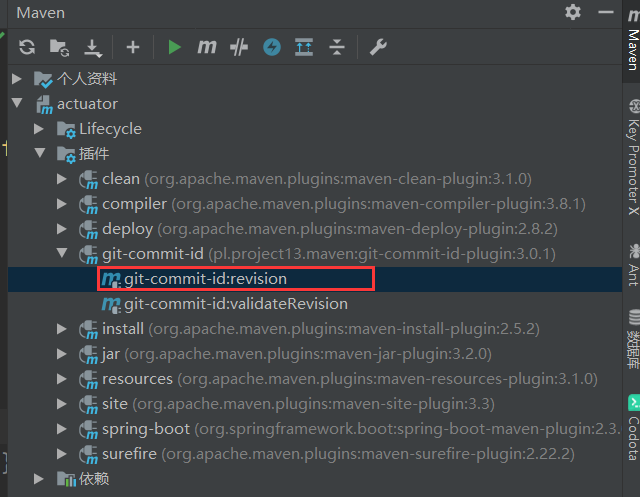 Maven
个人资料
actuator
Lifecycle
插件
clean (org.apache.maven.plugins:maven-clean-plugin:3.1.0)
compiler (org.apache.maven.plugins:maven-compiler-plugin:3.8.1)
deploy (org.apache.maven.plugins:maven-deploy-plugin:2.8.2)
git-commit-id (pl.project13.maven:git-commit-id-plugin:3.0.1)
git-commit-id:revision
git-commit-id:validateRevision
install (org.apache.maven.plugins:maven-install-plugin:2.5.2)
jar (org.apache.maven.plugins:maven-jar-plugin:3.2.0)
resources (org.apache.maven.plugins:maven-resources-plugin:3.1.0)
site (org.apache.maven.plugins:maven-site-plugin:3.3)
spring-boot (org.springframework.boot:spring-boot-maven-plugin:2.3.
surefire (org.apache.maven.plugins:maven-surefire-plugin:2.22.2)
依赖
Maven
Key Promoter X
Ant
数据库
Codota